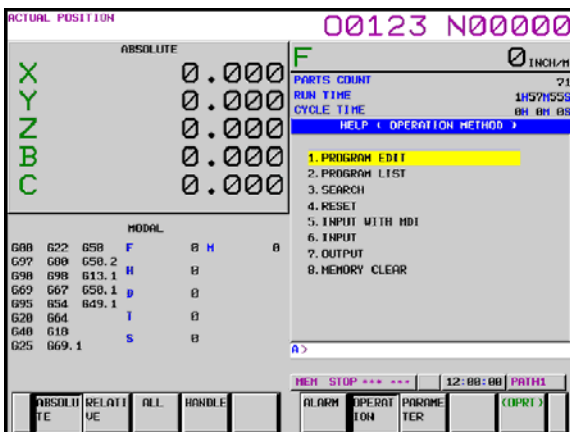 ACTUAL POSITION
O0123 N00000
ABSOLUTE
X 0.000
Y 0.000
Z 0.000
B 0.000
C 0.000
F 0 INCH/M
PARTS COUNT 71
RUN TIME 1H57M55S
CYCLE TIME 0H 0M 0S
HELP ( OPERATION METHOD )
1.PROGRAM EDIT
2.PROGRAM LIST
3.SEARCH
4.RESET
5.INPUT WITH MDI
6.INPUT
7.OUTPUT
8.MEMORY CLEAR
MODAL
G00 G22 G50 F 0 M 0
G97 G80 G50.2
G90 G98 G13.1 H 0
G69 G67 G50.1 D 0
G95 G54 G49.1
G20 G64 T 0
G40 G18
G25 G69.1 S 0
A>
MEM STOP *** *** 12:00:00 PATH1
ABSOLUTE RELATIVE ALL HANDLE ALARM OPERATION PARAMETER (OPRT)